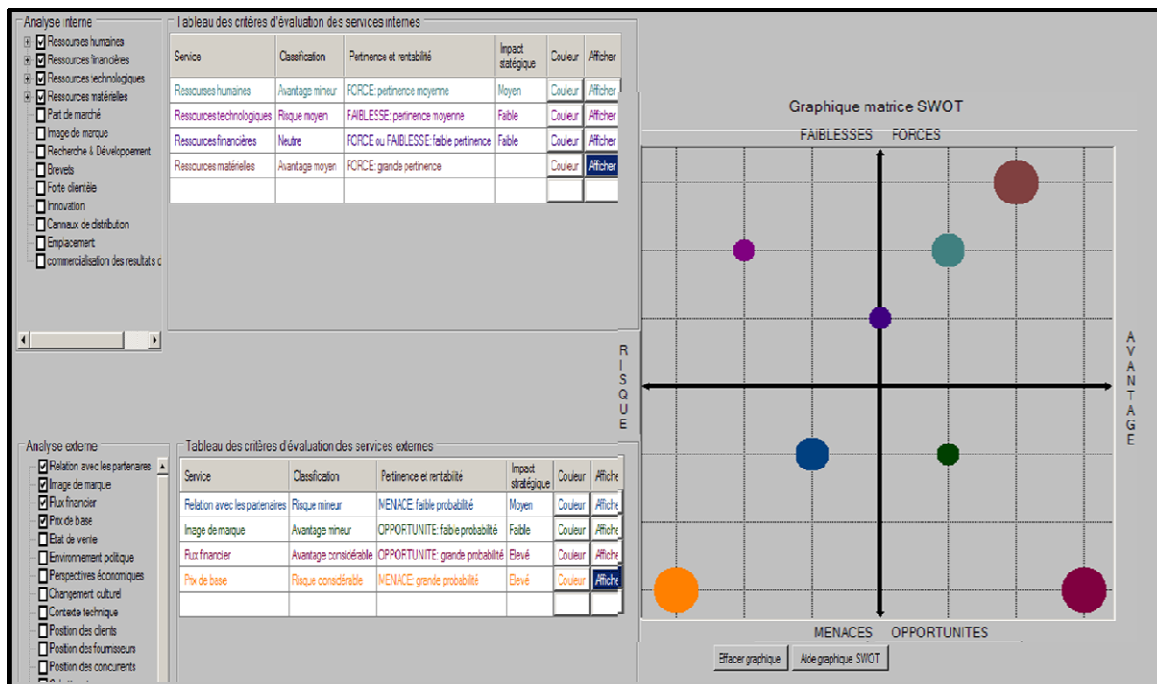 Analyse interne
Ressources humaines
Ressources financières
Ressources technologiques
Ressources matérielles
Part de marché
Image de marque
Recherche & Développement
Brevets
Forte clientèle
Innovation
Cannaux de distribution
Emplacement
commercialisation des resultats d
Tableau des critères d'évaluation des services internes
Service Classification Pertinence et rentabilité Impact statégique Couleur Afficher
Ressources humaines Avantage mineur FORCE: pertinence moyenne Moyen Couleur Afficher
Ressources technologiques Risque moyen FAIBLESSE: pertinence moyenne Faible Couleur Afficher
Ressources financières Neutre FORCE ou FAIBLESSE: faible pertinence Faible Couleur Afficher
Ressources matérielles Avantage moyen FORCE: grande pertinence Couleur Afficher
Graphique matrice SWOT
FAIBLESSES FORCES
RISQUE
AVANTAGE
MENACES OPPORTUNITES
Effacer graphique Aide graphique SWOT
Analyse externe
Relation avec les partenaires
Image de marque
Flux financier
Prix de base
Etat de vente
Environnement politique
Perspectives économiques
Changement culturel
Contexte technique
Position des clients
Position des fournisseurs
Position des concurents
Tableau des critères d'évaluation des services externes
Service Classification Pertinence et rentabilité Impact stratégique Couleur Affiche
Relation avec les partenaires Risque mineur MENACE: faible probabilité Moyen Couleur Affiche
Image de marque Avantage mineur OPPORTUNITE: faible probabilité Faible Couleur Affiche
Flux financier Avantage considérable OPPORTUNITE: grande probabilité Elevé Couleur Affiche
Prix de base Risque considérable MENACE: grende probabilité Elevé Couleur Affiche